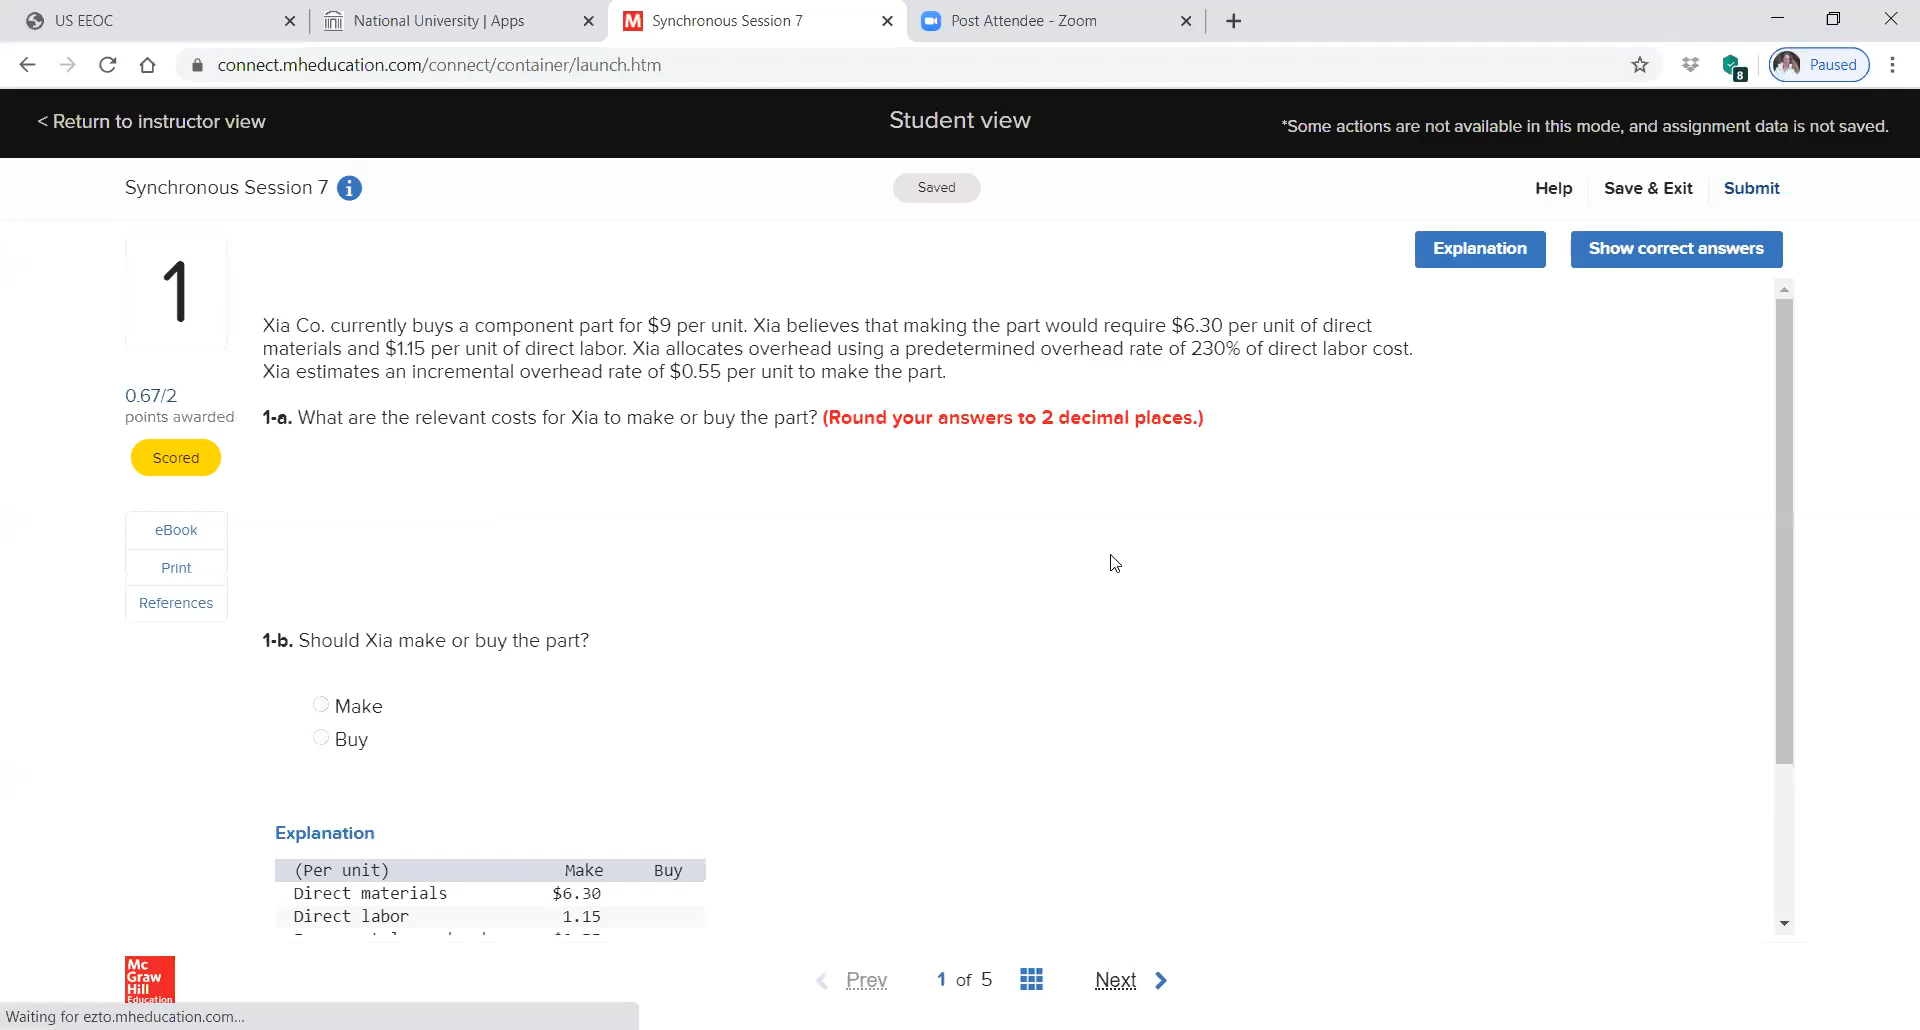 US EEOC
National University | Apps
Synchronous Session 7
Post Attendee - Zoom
connect.mheducation.com/connect/container/launch.htm
8
Paused
< Return to instructor view
Student view
*Some actions are not available in this mode, and assignment data is not saved.
Synchronous Session 7
Saved
Help
Save & Exit
Submit
1
Explanation
Show correct answers
Xia Co. currently buys a component part for $9 per unit. Xia believes that making the part would require $6.30 per unit of direct
materials and $1.15 per unit of direct labor. Xia allocates overhead using a predetermined overhead rate of 230% of direct labor cost.
Xia estimates an incremental overhead rate of $0.55 per unit to make the part.
0.67/2
points awarded
1-a. What are the relevant costs for Xia to make or buy the part? (Round your answers to 2 decimal places.)
Scored
eBook
Print
References
1-b. Should Xia make or buy the part?
Make
Buy
Explanation
(Per unit) Make Buy
Direct materials $6.30
Direct labor 1.15
Mc
Graw
Hill
Education
Prev
1 of 5
Next
Waiting for ezto.mheducation.com...